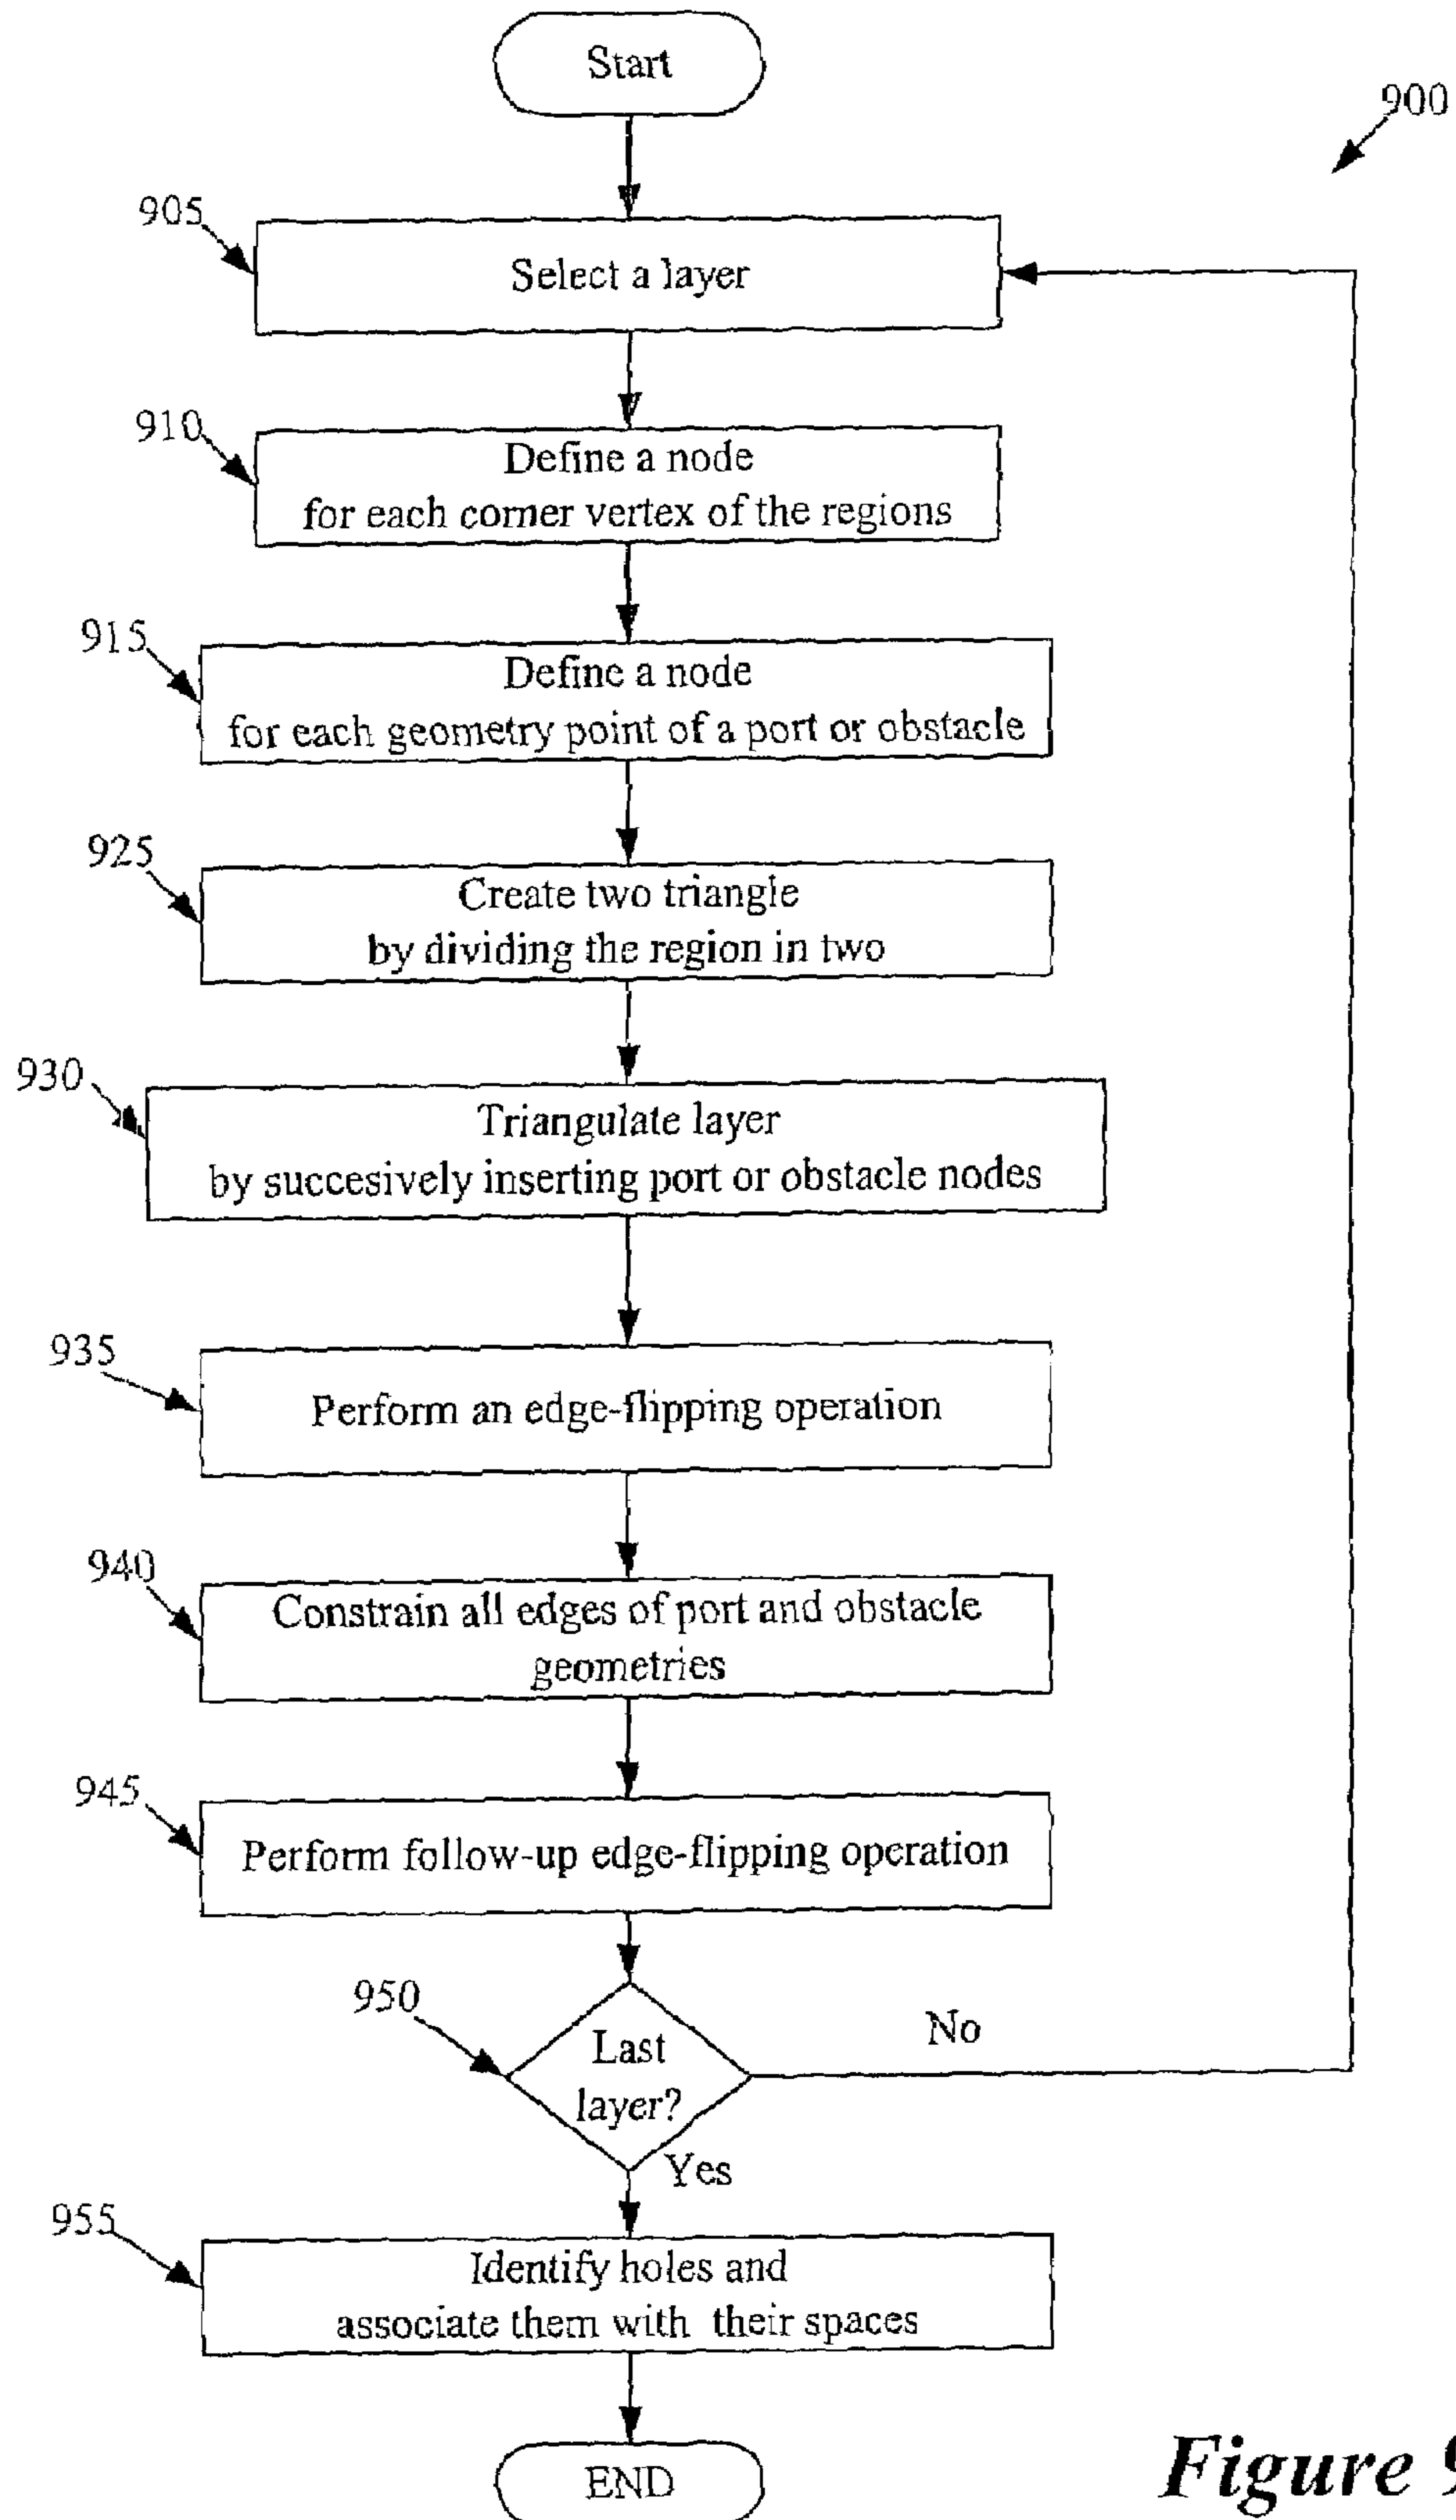 Start
900
905
Select a layer
910
Define a node
for each corner vertex of the regions
915
Define a node
for each geometry point of a port or obstacle
925
Create two triangle
by dividing the region in two
930
Triangulate layer
by succesively inserting port or obstacle nodes
935
Perform an edge-flipping operation
940
Constrain all edges of port and obstacle
geometries
945
Perform follow-up edge-flipping operation
950
Last
layer?
No
Yes
955
Identify holes and
associate them with their spaces
END
Figure 9